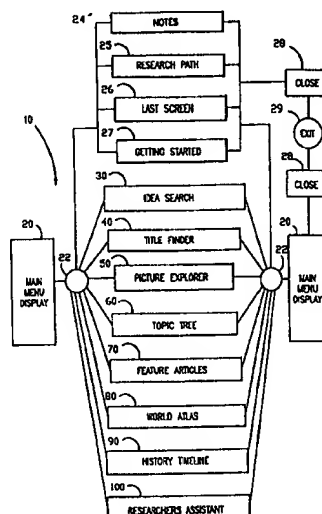 24
NOTES
25
RESEARCH PATH
28
CLOSE
26
LAST SCREEN
29
EXIT
27
GETTING STARTED
28
CLOSE
10
30
IDEA SEARCH
20
40
TITLE FINDER
20
22
50
22
MAIN
MENU
DISPLAY
PICTURE EXPLORER
MAIN
MENU
DISPLAY
60
TOPIC TREE
70
FEATURE ARTICLES
80
WORLD ATLAS
90
HISTORY TIMELINE
100
RESEARCHERS ASSISTANT